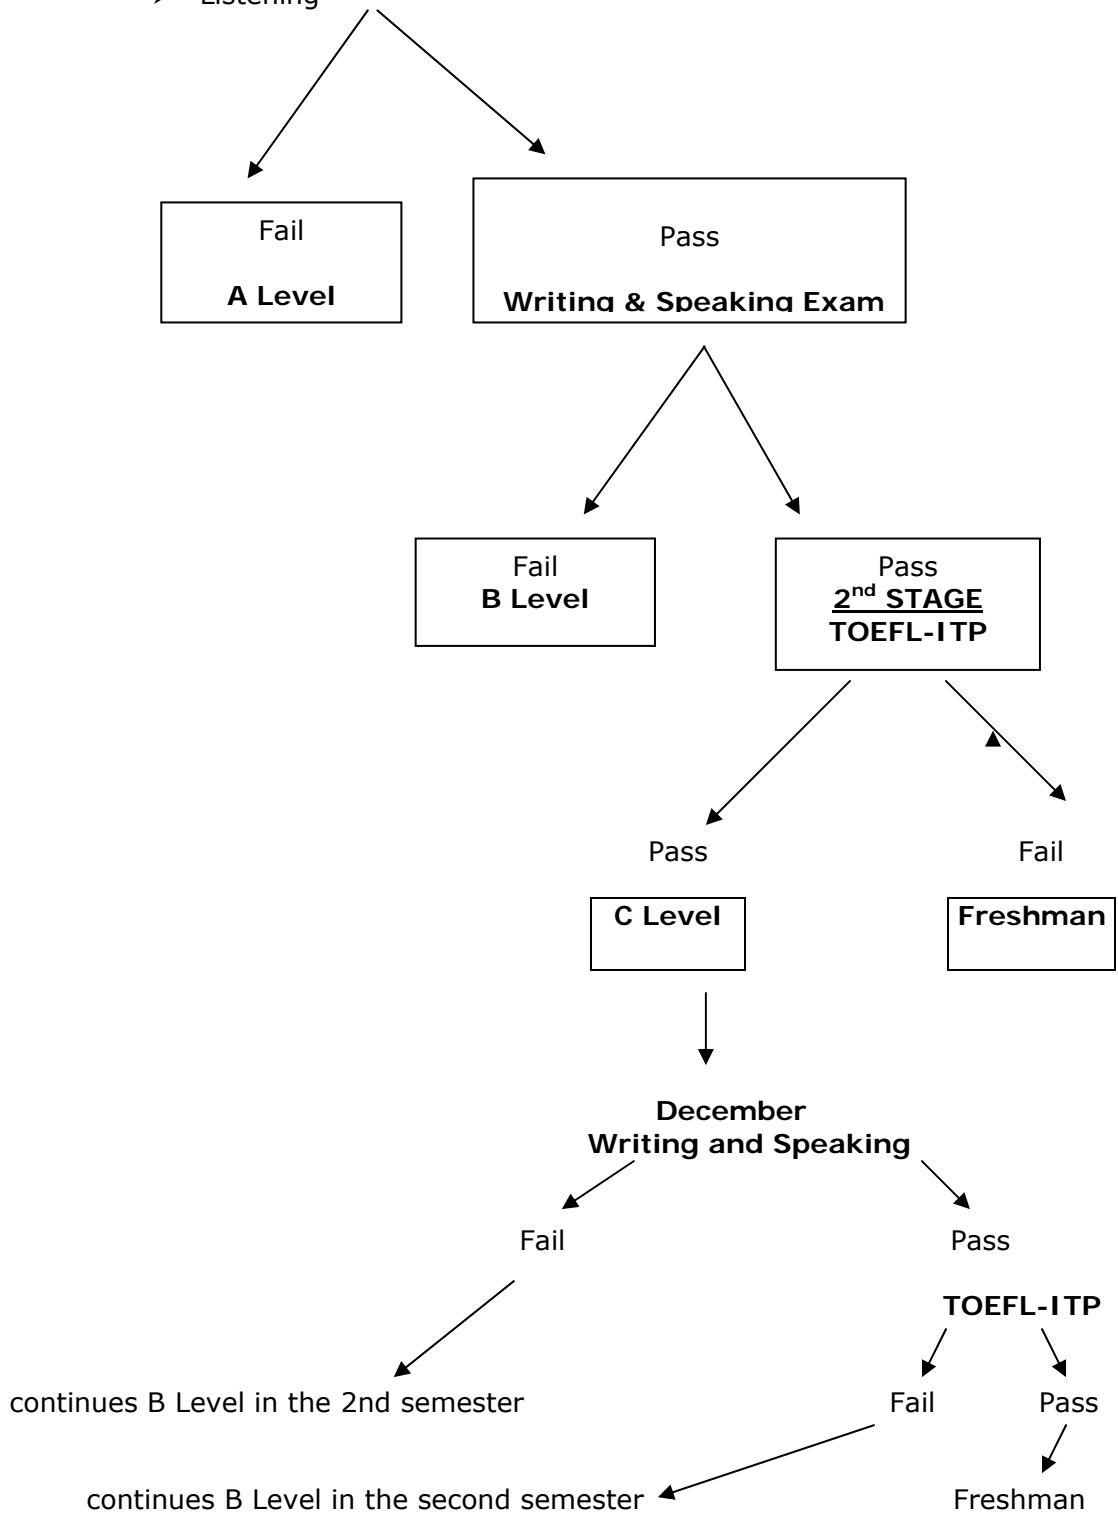 ➢ Listening
Fail
Pass
A Level
Writing & Speaking Exam
Fail
B Level
Pass
2nd STAGE
TOEFL-ITP
Pass
Fail
C Level
Freshman
December
Writing and Speaking
Fail
Pass
TOEFL-ITP
continues B Level in the 2nd semester
Fail
Pass
continues B Level in the second semester
Freshman